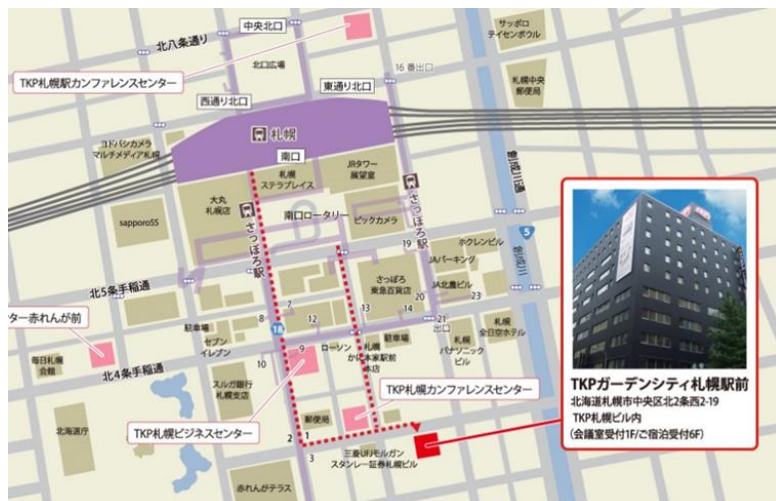 中央北口
北八条通り
サッポロ
テイセンボウル
TKP札幌駅カンファレンスセンター
北口広場
16 番出口
札幌中央
郵便局
西通り北口
東通り北口
ヨドバシカメラ
マルチメディア札幌
札幌
南口
創成川通
大丸
札幌店
札幌
ステラプレイス
JRタワー
展望室
sapporo55
さっぽろ駅
南口ロータリー
ビックカメラ
さっぽろ駅
19
ホクレンビル
5
創成川
JAパーキング
さっぽろ
東急百貨店
JA北農ビル
北5条手稲通
20
23
7
13
14
8
18
12
21
出口
ター赤れんが前
駐車場
セブン
イレブン
9
ローソン
札幌
かに本家駅前
本店
駐車場
札幌
パナソニック
ビル
札幌
全日空ホテル
毎日札幌
会館
10
北4条手稲通
スルガ銀行
札幌支店
TKP札幌カンファレンスセンター
TKPガーデンシティ札幌駅前
北海道札幌市中央区北2条西2-19
TKP札幌ビル内
(会議室受付1F/ご宿泊受付6F)
北海道庁
TKP札幌ビジネスセンター
郵便局
1
2
3
三菱UFJモルガン
スタンレー証券札幌ビル
赤れんがテラス